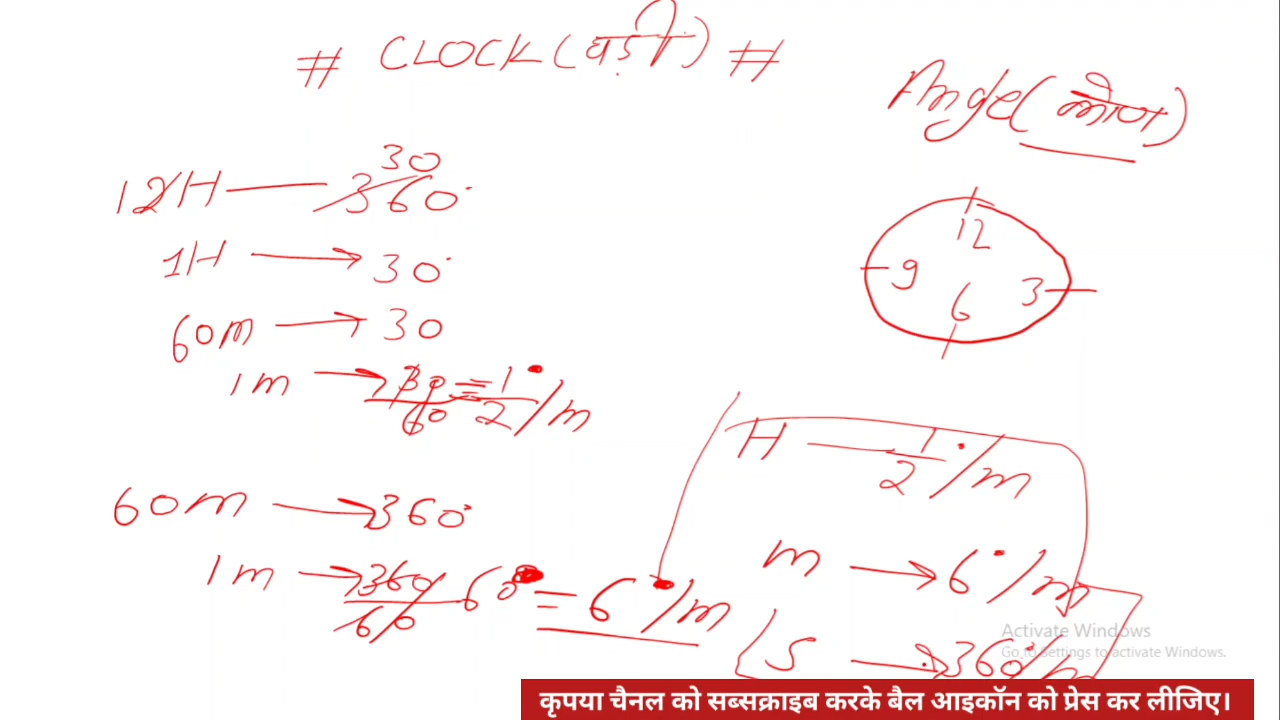 # CLOCK (घड़ी) #
Angle (कोण)
30
12H — 360°
1H → 30°
60m → 30
1m → 30/60 = 1/2°/m
12
9
3
6
H — 1/2°/m
60m → 360°
1m → 360/60 6° = 6°/m
m → 6°/m
S → 360°/m
Activate Windows
Go to Settings to activate Windows.
कृपया चैनल को सब्सक्राइब करके बैल आइकॉन को प्रेस कर लीजिए।